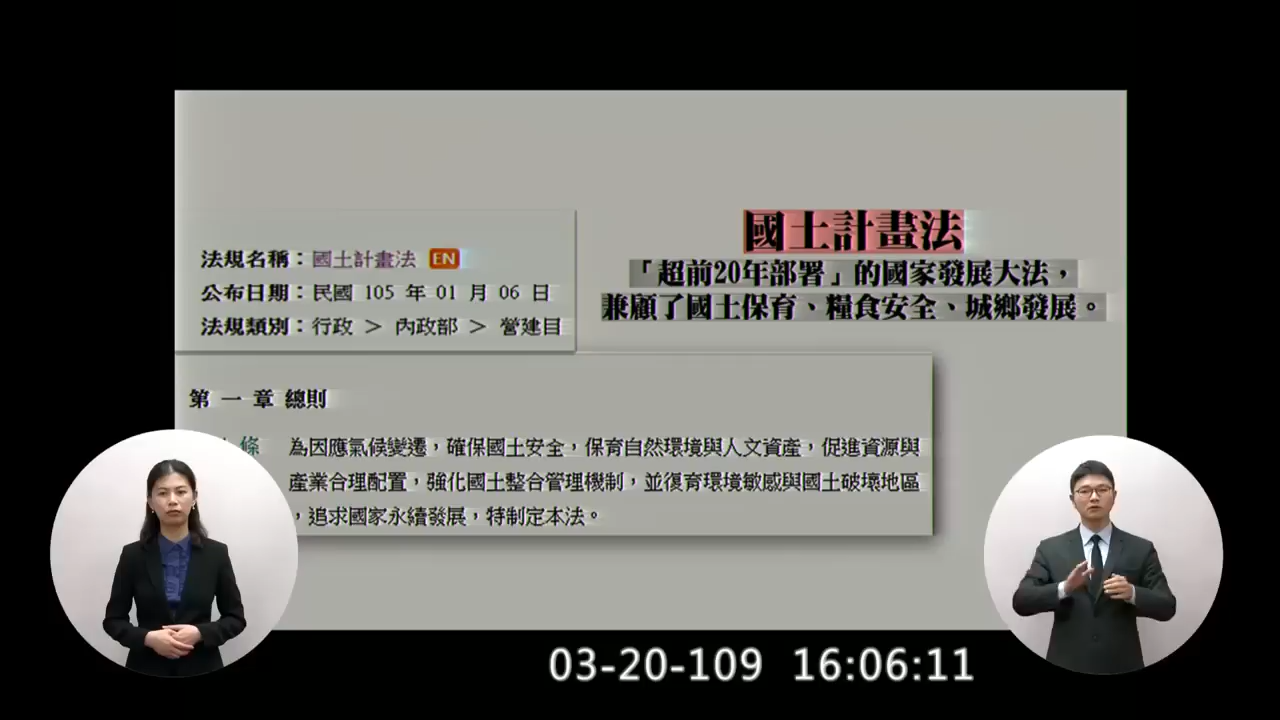 國土計畫法
「超前20年部署」的國家發展大法，
兼顧了國土保育、糧食安全、城鄉發展。
法規名稱：國土計畫法 EN
公布日期：民國 105 年 01 月 06 日
法規類別：行政 > 內政部 > 營建目
第 一 章 總則
條 為因應氣候變遷，確保國土安全，保育自然環境與人文資產，促進資源與
產業合理配置，強化國土整合管理機制，並復育環境敏感與國土破壞地區
，追求國家永續發展，特制定本法。
03-20-109 16:06:11